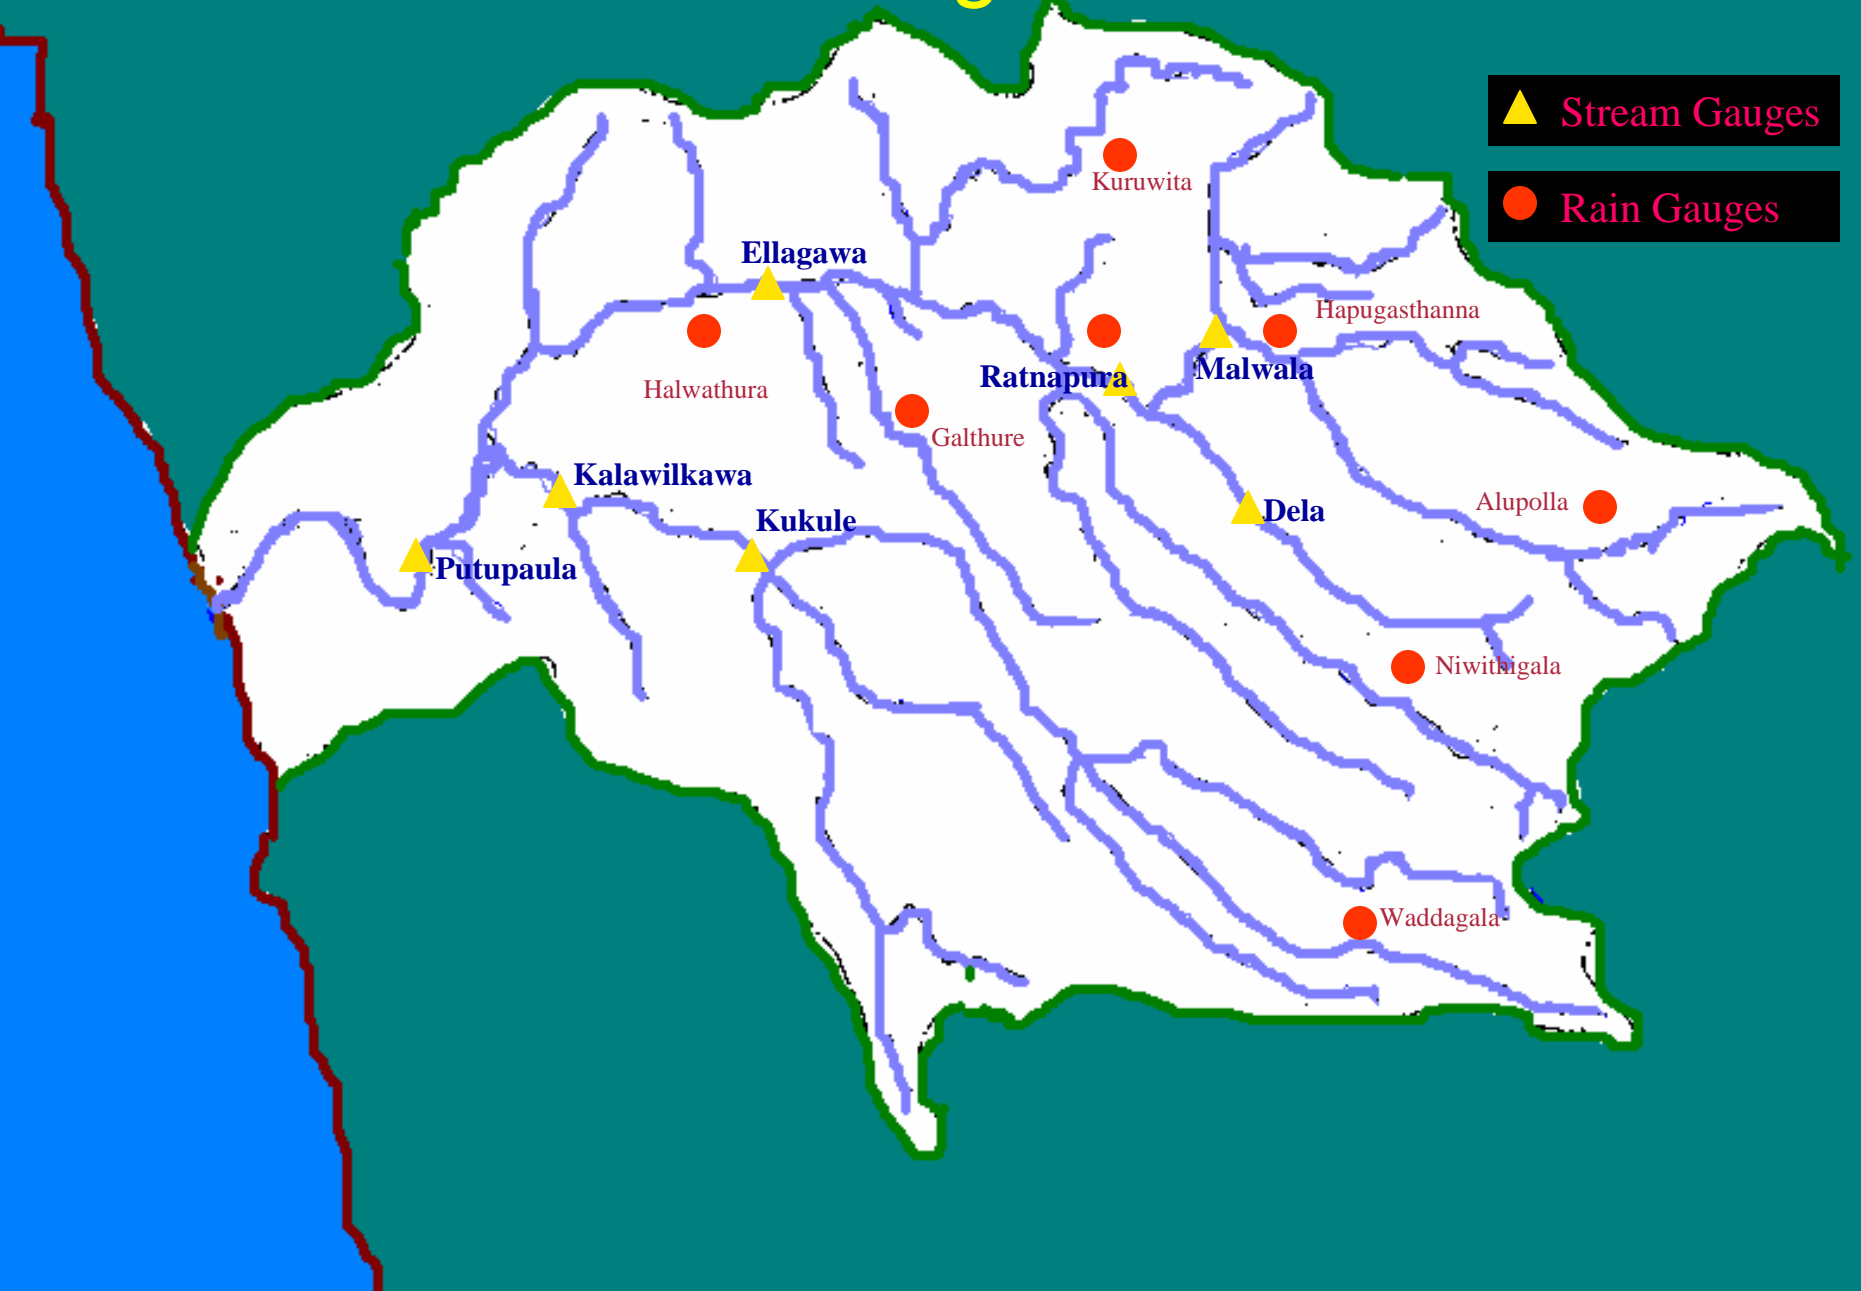 Stream Gauges
Kuruwita
Rain Gauges
Ellagawa
Hapugasthanna
Malwala
Ratnapura
Halwathura
Galthure
Kalawilkawa
Alupolla
Dela
Kukule
Putupaula
Niwithigala
Waddagala